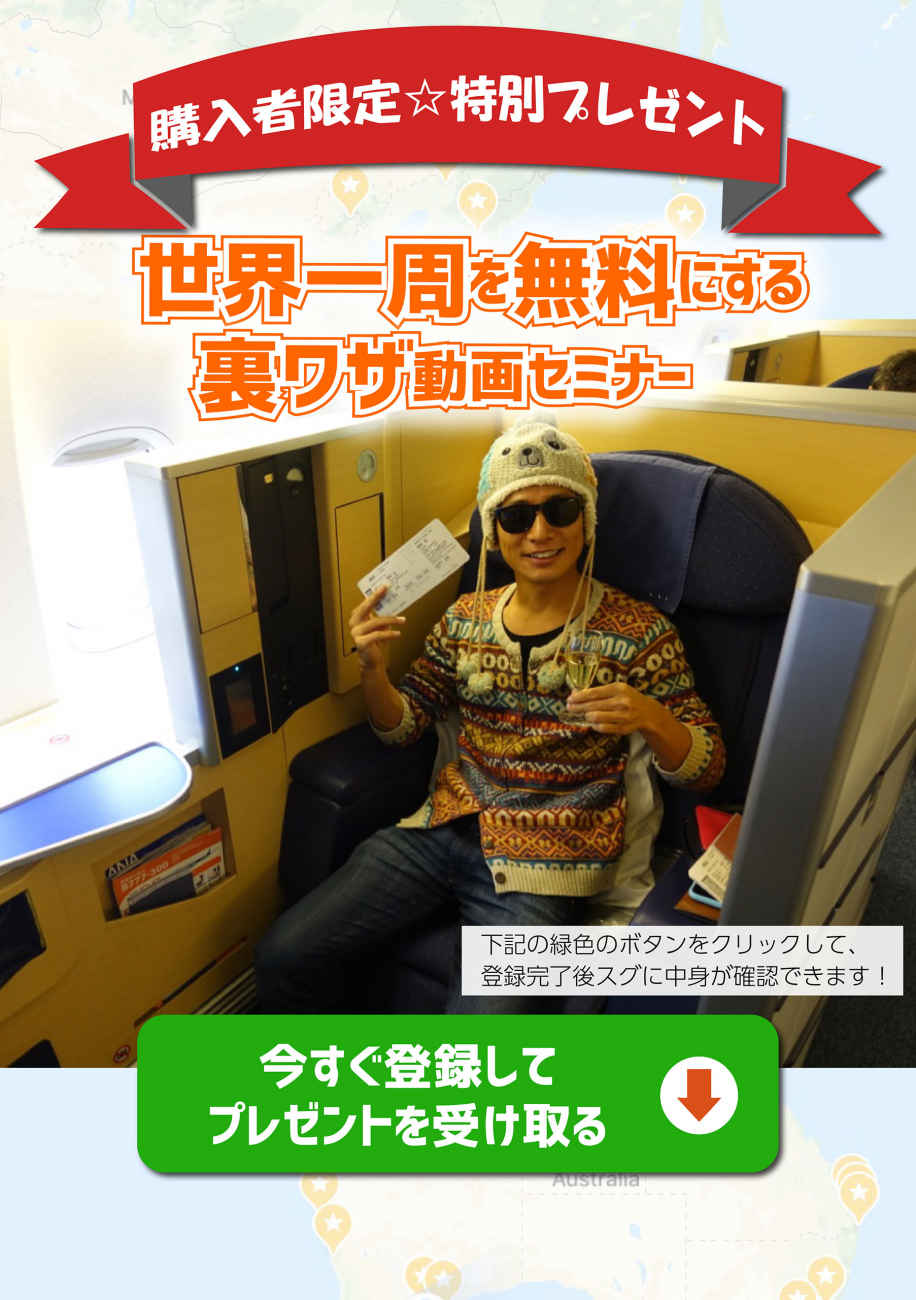 購入者限定☆特別プレゼント
世界一周を無料にする
裏ワザ動画セミナー
下記の緑色のボタンをクリックして、
登録完了後スグに中身が確認できます！
今すぐ登録して
プレゼントを受け取る
Australia